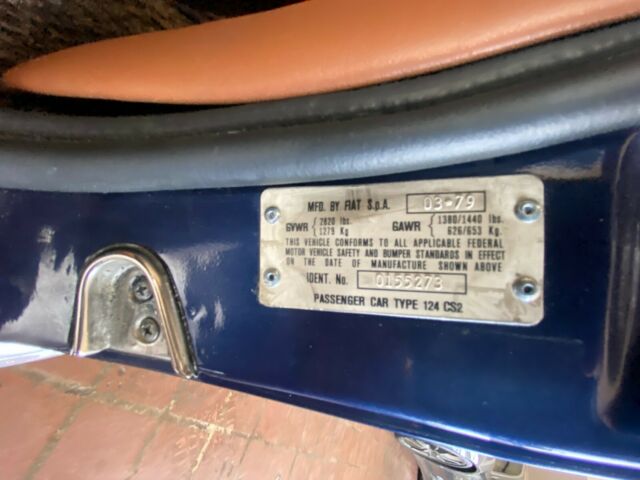 MFD. BY FIAT S.p.A. 03-79
GVWR { 2820 lbs. 1279 Kg GAWR { 1380/1440 lbs. 626/653 Kg.
THIS VEHICLE CONFORMS TO ALL APPLICABLE FEDERAL
MOTOR VEHICLE SAFETY AND BUMPER STANDARDS IN EFFECT
ON THE DATE OF MANUFACTURE SHOWN ABOVE
IDENT. No. 0155273
PASSENGER CAR TYPE 124 CS2